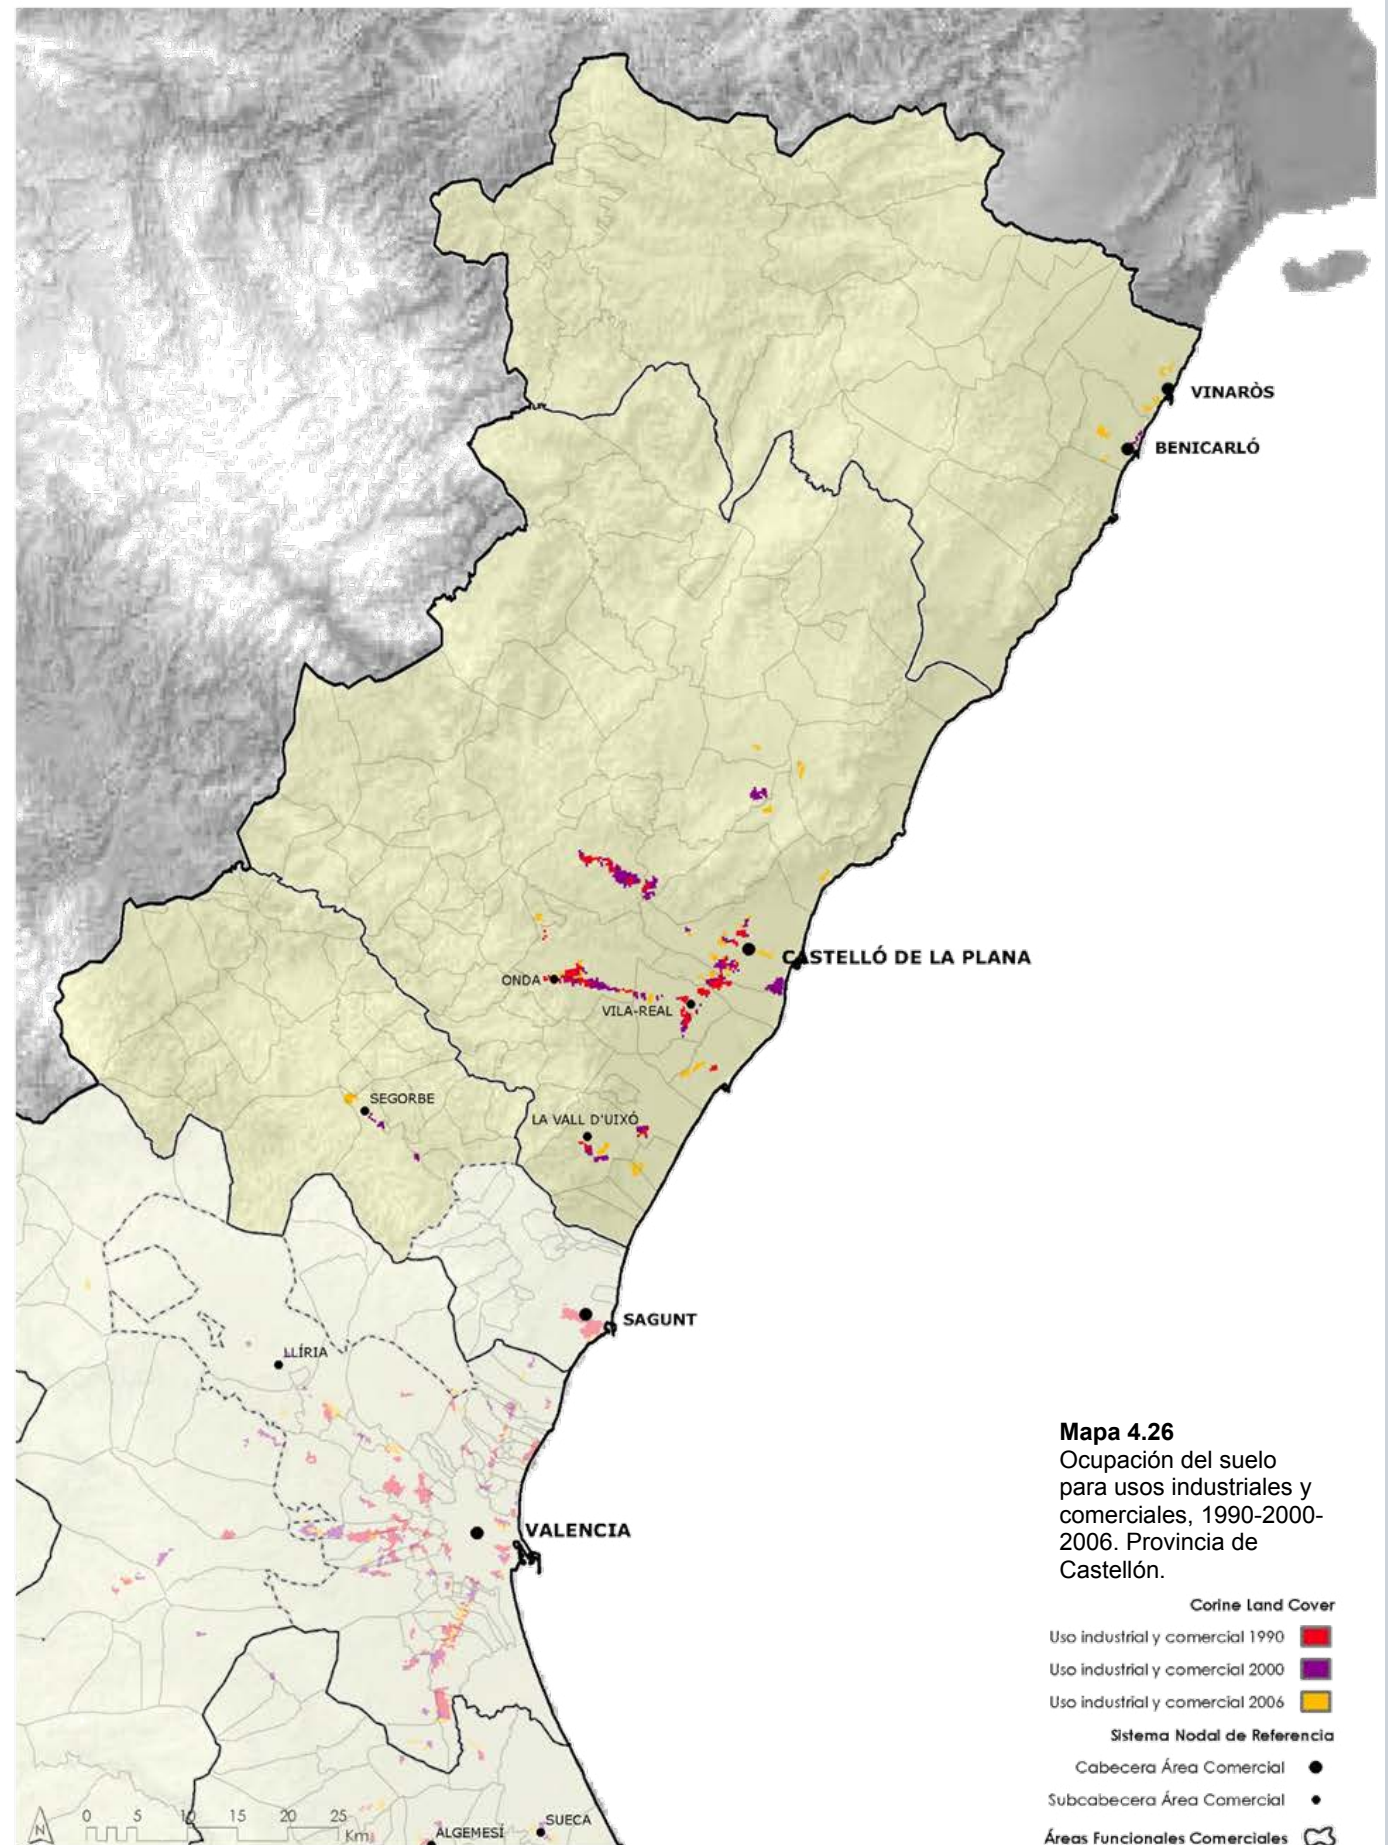 VINARÒS
BENICARLÓ
CASTELLÓ DE LA PLANA
ONDA
VILA-REAL
SEGORBE
LA VALL D'UIXÓ
SAGUNT
LLÍRIA
VALENCIA
Mapa 4.26
Ocupación del suelo
para usos industriales y
comerciales, 1990-2000-
2006. Provincia de
Castellón.
Corine Land Cover
Uso industrial y comercial 1990
Uso industrial y comercial 2000
Uso industrial y comercial 2006
Sistema Nodal de Referencia
Cabecera Área Comercial
Subcabecera Área Comercial
Áreas Funcionales Comerciales
N
0 5 10 15 20 25
Km
ALGEMESÍ
SUECA